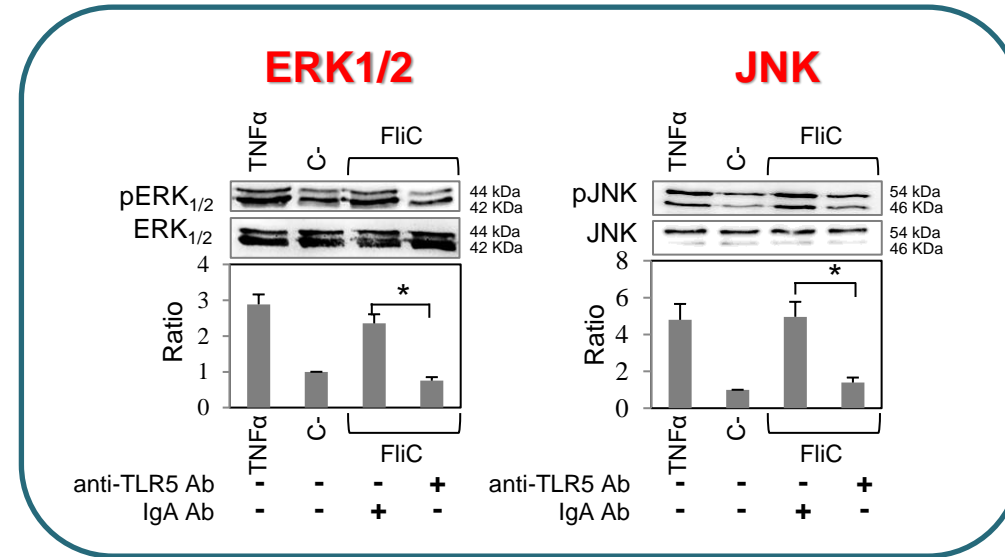 ERK1/2
TNFα
C-
FliC
pERK1/2
44 kDa
42 KDa
ERK1/2
44 kDa
42 KDa
Ratio
4
3
2
1
0
*
TNFα
C-
FliC
anti-TLR5 Ab - - - +
IgA Ab - - + -
JNK
TNFα
C-
FliC
pJNK
54 kDa
46 KDa
JNK
54 kDa
46 KDa
Ratio
8
6
4
2
0
*
TNFα
C-
FliC
anti-TLR5 Ab - - - +
IgA Ab - - + -